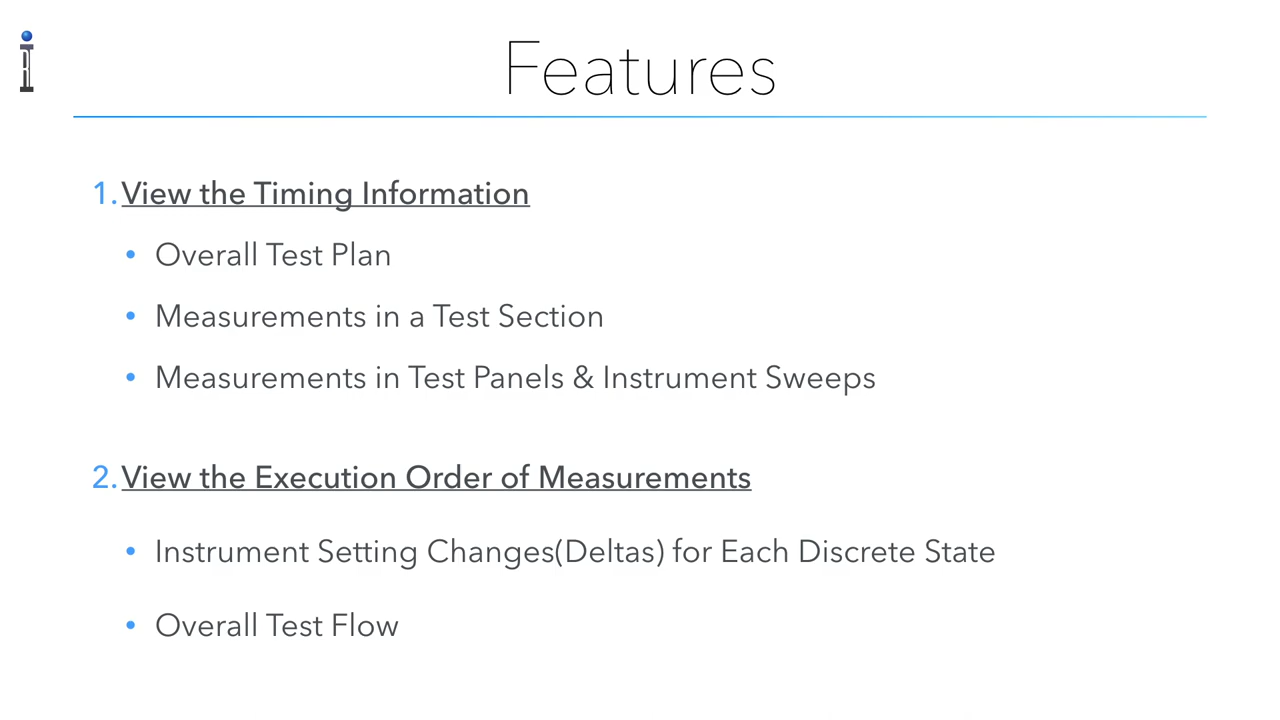 Features
1. View the Timing Information
• Overall Test Plan
• Measurements in a Test Section
• Measurements in Test Panels & Instrument Sweeps
2. View the Execution Order of Measurements
• Instrument Setting Changes(Deltas) for Each Discrete State
• Overall Test Flow